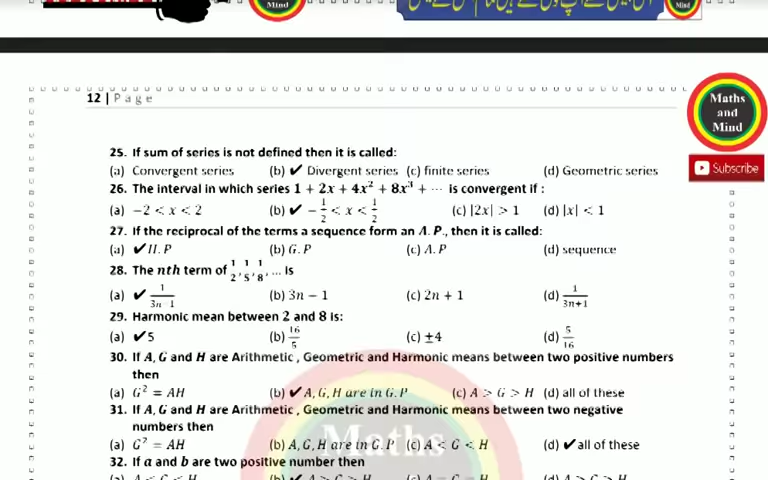 Mind
Mind
12 | Page
Maths
and
Mind
Subscribe
25. If sum of series is not defined then it is called:
(a) Convergent series (b) ✔ Divergent series (c) finite series (d) Geometric series
26. The interval in which series 1 + 2x + 4x² + 8x³ + ⋯ is convergent if :
(a) −2 < x < 2 (b) ✔ −1/2 < x < 1/2 (c) |2x| > 1 (d) |x| < 1
27. If the reciprocal of the terms a sequence form an A.P., then it is called:
(a) ✔H.P (b) G.P (c) A.P (d) sequence
28. The nth term of 1/2, 1/5, 1/8, ... is
(a) ✔ 1/3n−1 (b) 3n − 1 (c) 2n + 1 (d) 1/3n+1
29. Harmonic mean between 2 and 8 is:
(a) ✔5 (b) 16/5 (c) ±4 (d) 5/16
30. If A, G and H are Arithmetic , Geometric and Harmonic means between two positive numbers
then
(a) G² = AH (b) ✔ A, G, H are in G.P (c) A > G > H (d) all of these
31. If A, G and H are Arithmetic , Geometric and Harmonic means between two negative
numbers then
(a) G² = AH (b) A, G, H are in G.P (c) A < G < H (d) ✔ all of these
Maths
32. If a and b are two positive number then
(a) A < G < H (b) ✔ A > G > H (c) A = G = H (d) A > G > H